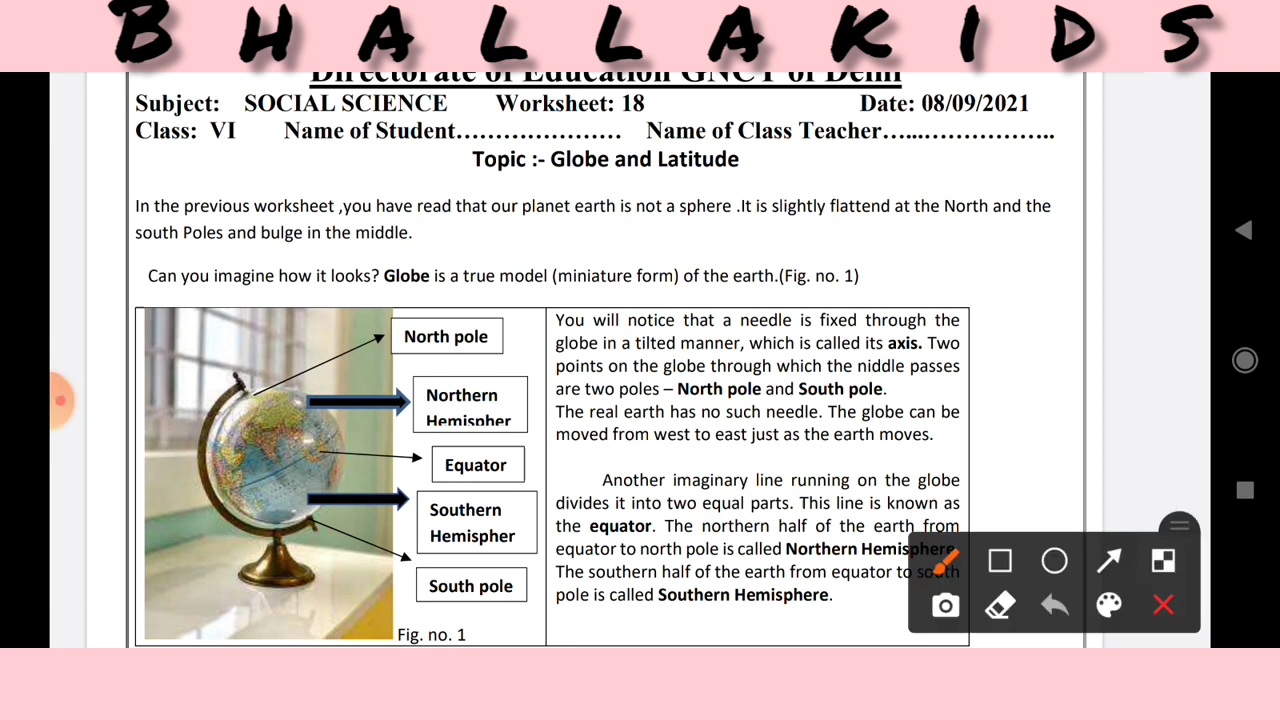 BHALLAKIDS
Directorate of Education GNCT of Delhi
Subject: SOCIAL SCIENCE Worksheet: 18 Date: 08/09/2021
Class: VI Name of Student………………… Name of Class Teacher…...……………..
Topic :- Globe and Latitude
In the previous worksheet ,you have read that our planet earth is not a sphere .It is slightly flattend at the North and the
south Poles and bulge in the middle.
Can you imagine how it looks? Globe is a true model (miniature form) of the earth.(Fig. no. 1)
North pole
Northern
Hemispher
Equator
Southern
Hemispher
South pole
Fig. no. 1
You will notice that a needle is fixed through the
globe in a tilted manner, which is called its axis. Two
points on the globe through which the niddle passes
are two poles – North pole and South pole.
The real earth has no such needle. The globe can be
moved from west to east just as the earth moves.
Another imaginary line running on the globe
divides it into two equal parts. This line is known as
the equator. The northern half of the earth from
equator to north pole is called Northern Hemisphere.
The southern half of the earth from equator to south
pole is called Southern Hemisphere.